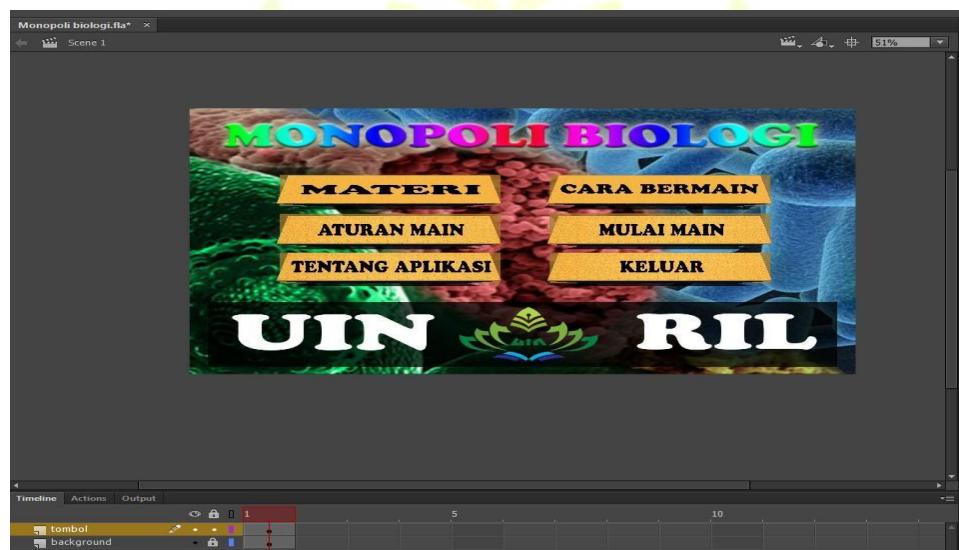 Monopoli biologi.fla* ×
Scene 1
51%
MONOPOLI BIOLOGI
MATERI
CARA BERMAIN
ATURAN MAIN
MULAI MAIN
TENTANG APLIKASI
KELUAR
UIN
UIN
RIL
Timeline Actions Output
1 5 10
tombol
background